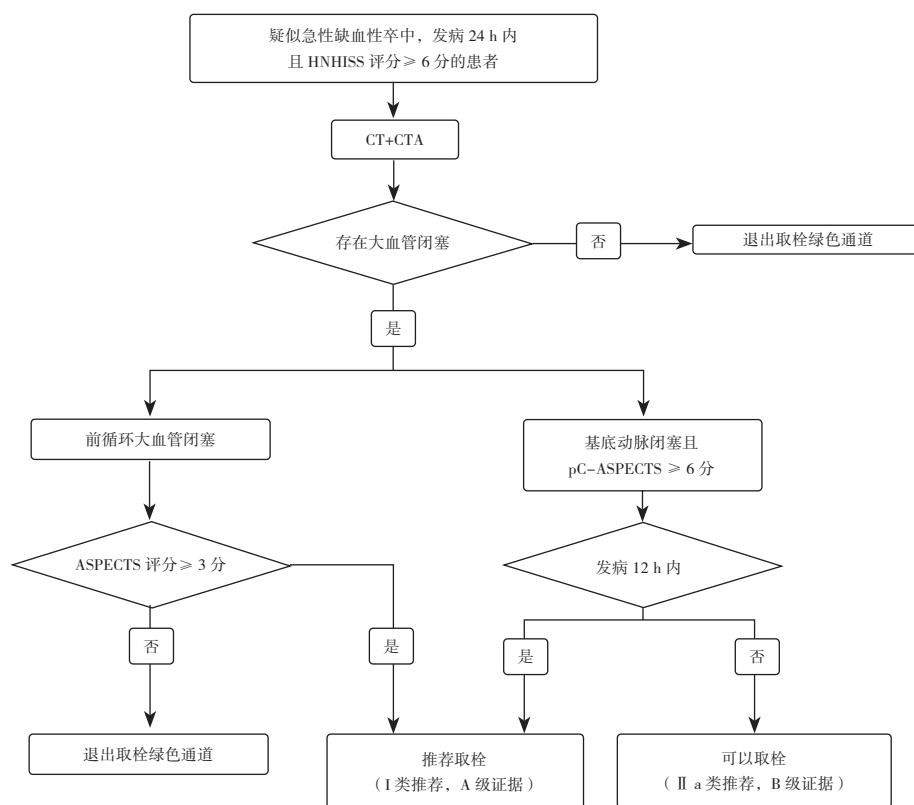 疑似急性缺血性卒中，发病 24 h 内
且 HNHISS 评分≥ 6 分的患者
CT+CTA
存在大血管闭塞
否
退出取栓绿色通道
是
前循环大血管闭塞
基底动脉闭塞且
pC-ASPECTS ≥ 6 分
ASPECTS 评分≥ 3 分
发病 12 h 内
否
是
是
否
退出取栓绿色通道
推荐取栓
（I 类推荐，A 级证据）
可以取栓
（Ⅱ a 类推荐，B 级证据）